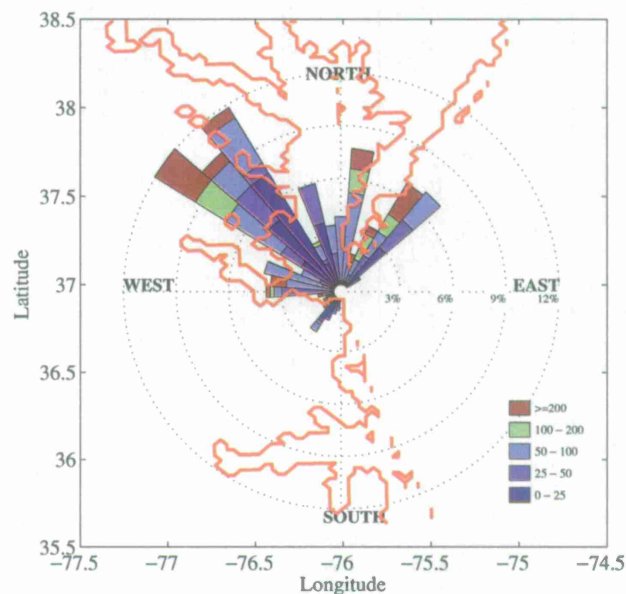 38.5
NORTH
38
37.5
37
WEST
EAST
3% 6% 9% 12%
Latitude
36.5
36
35.5
>=200
100 – 200
50 – 100
25 – 50
0 – 25
SOUTH
−77.5 −77 −76.5 −76 −75.5 −75 −74.5
Longitude